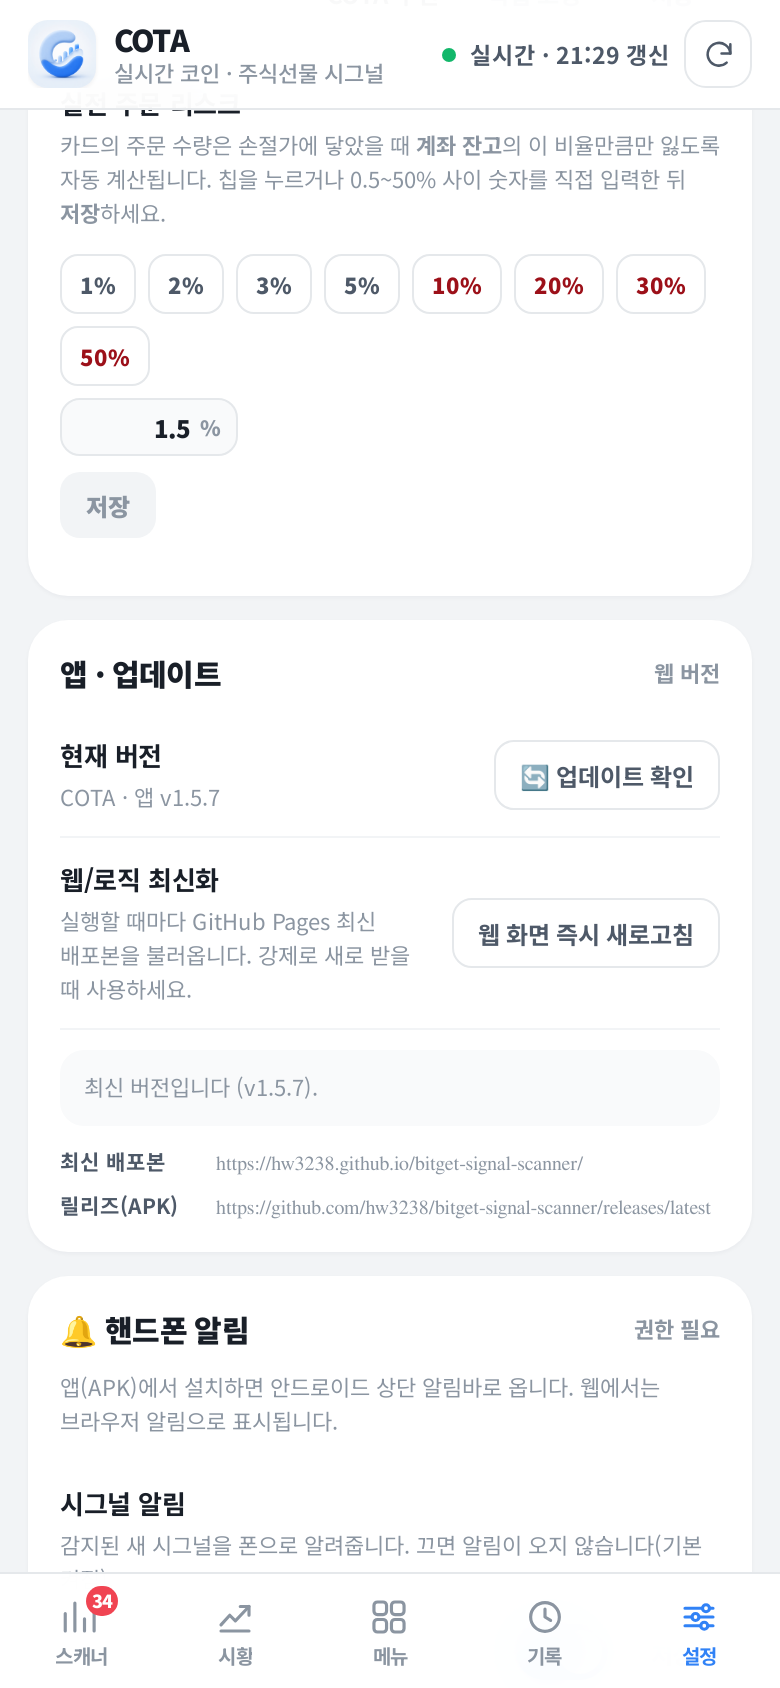 COTA
실시간 코인 · 주식선물 시그널
실시간 · 21:29 갱신
실전 주문 리스크
카드의 주문 수량은 손절가에 닿았을 때 계좌 잔고의 이 비율만큼만 잃도록
자동 계산됩니다. 칩을 누르거나 0.5~50% 사이 숫자를 직접 입력한 뒤
저장하세요.
1% 2% 3% 5% 10% 20% 30%
50%
1.5 %
저장
앱 · 업데이트
웹 버전
현재 버전
COTA · 앱 v1.5.7
업데이트 확인
웹/로직 최신화
실행할 때마다 GitHub Pages 최신
배포본을 불러옵니다. 강제로 새로 받을
때 사용하세요.
웹 화면 즉시 새로고침
최신 버전입니다 (v1.5.7).
최신 배포본 https://hw3238.github.io/bitget-signal-scanner/
릴리즈(APK) https://github.com/hw3238/bitget-signal-scanner/releases/latest
핸드폰 알림
권한 필요
앱(APK)에서 설치하면 안드로이드 상단 알림바로 옵니다. 웹에서는
브라우저 알림으로 표시됩니다.
시그널 알림
감지된 새 시그널을 폰으로 알려줍니다. 끄면 알림이 오지 않습니다(기본
34
스캐너 시황 메뉴 기록 설정